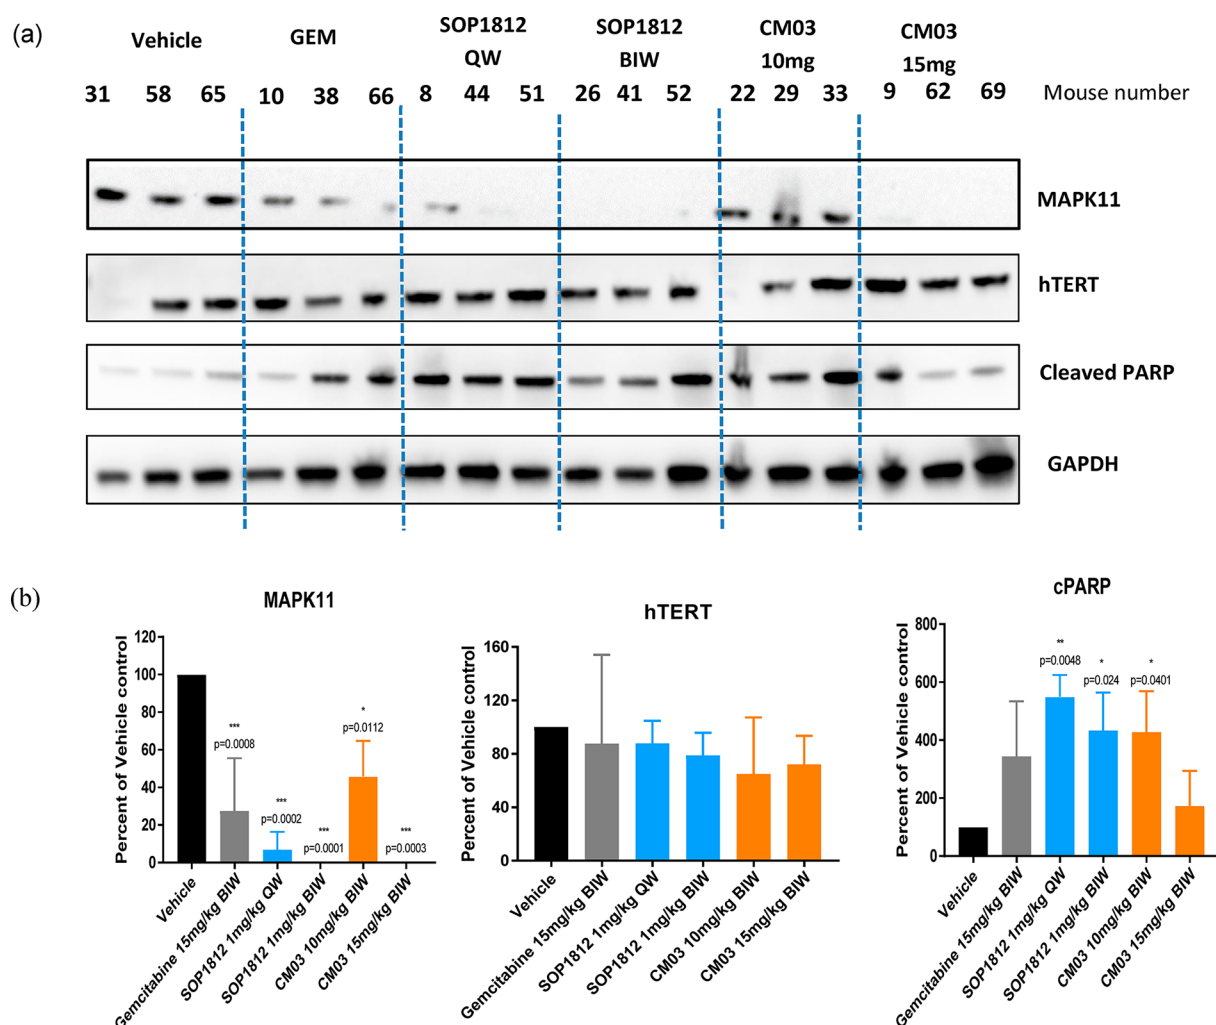 (a)
Vehicle GEM SOP1812 QW SOP1812 BIW CM03 10mg CM03 15mg
31 58 65 10 38 66 8 44 51 26 41 52 22 29 33 9 62 69 Mouse number
MAPK11
hTERT
Cleaved PARP
GAPDH
(b)
MAPK11
Percent of Vehicle control
120
100
80
60
40
20
0
***
p=0.0008
***
p=0.0002
***
p=0.0001
*
p=0.0112
***
p=0.0003
Vehicle
Gemcitabine 15mg/kg BIW
SOP1812 1mg/kg QW
SOP1812 1mg/kg BIW
CM03 10mg/kg BIW
CM03 15mg/kg BIW
hTERT
Percent of Vehicle control
160
120
80
40
0
Vehicle
Gemcitabine 15mg/kg BIW
SOP1812 1mg/kg QW
SOP1812 1mg/kg BIW
CM03 10mg/kg BIW
CM03 15mg/kg BIW
cPARP
Percent of Vehicle control
800
600
400
200
0
**
p=0.0048
*
p=0.024
*
p=0.0401
Vehicle
Gemcitabine 15mg/kg BIW
SOP1812 1mg/kg QW
SOP1812 1mg/kg BIW
CM03 10mg/kg BIW
CM03 15mg/kg BIW